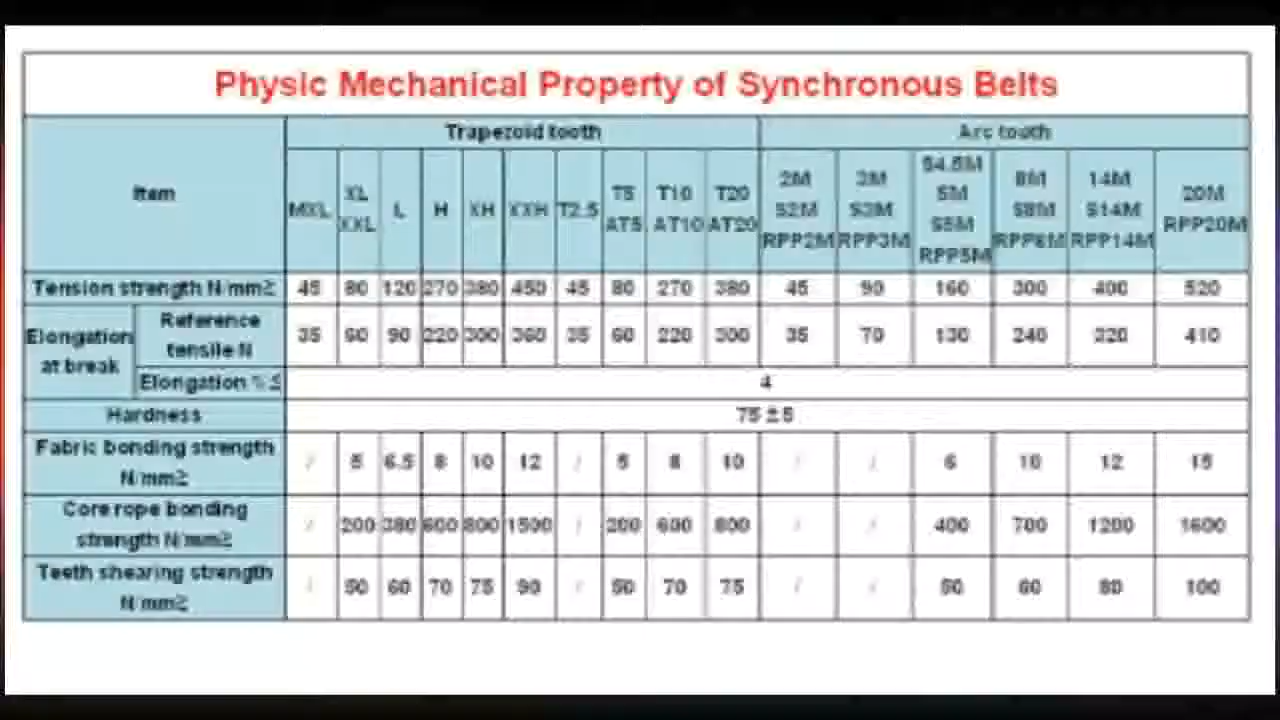 Physic Mechanical Property of Synchronous Belts
Item Trapezoid tooth Arc tooth
MXL XL XXL L H XH XXH T2.5 T5 AT5 T10 AT10 T20 AT20 2M S2M RPP2M 3M S3M RPP3M S4.5M 5M S5M RPP5M 8M S8M RPP8M 14M S14M RPP14M 20M RPP20M
Tension strength N/mm≥ 45 80 120 270 380 450 45 80 270 380 45 90 160 300 400 520
Elongation at break Reference tensile N 35 60 90 220 300 360 35 60 220 300 35 70 130 240 320 410
Elongation % ≤ 4
Hardness 75 ±5
Fabric bonding strength N/mm≥ / 5 6.5 8 10 12 / 5 8 10 / / 6 10 12 15
Core rope bonding strength N/mm≥ / 200 380 600 800 1500 / 200 600 800 / / 400 700 1200 1600
Teeth shearing strength N/mm≥ / 50 60 70 75 90 / 50 70 75 / / 50 60 80 100